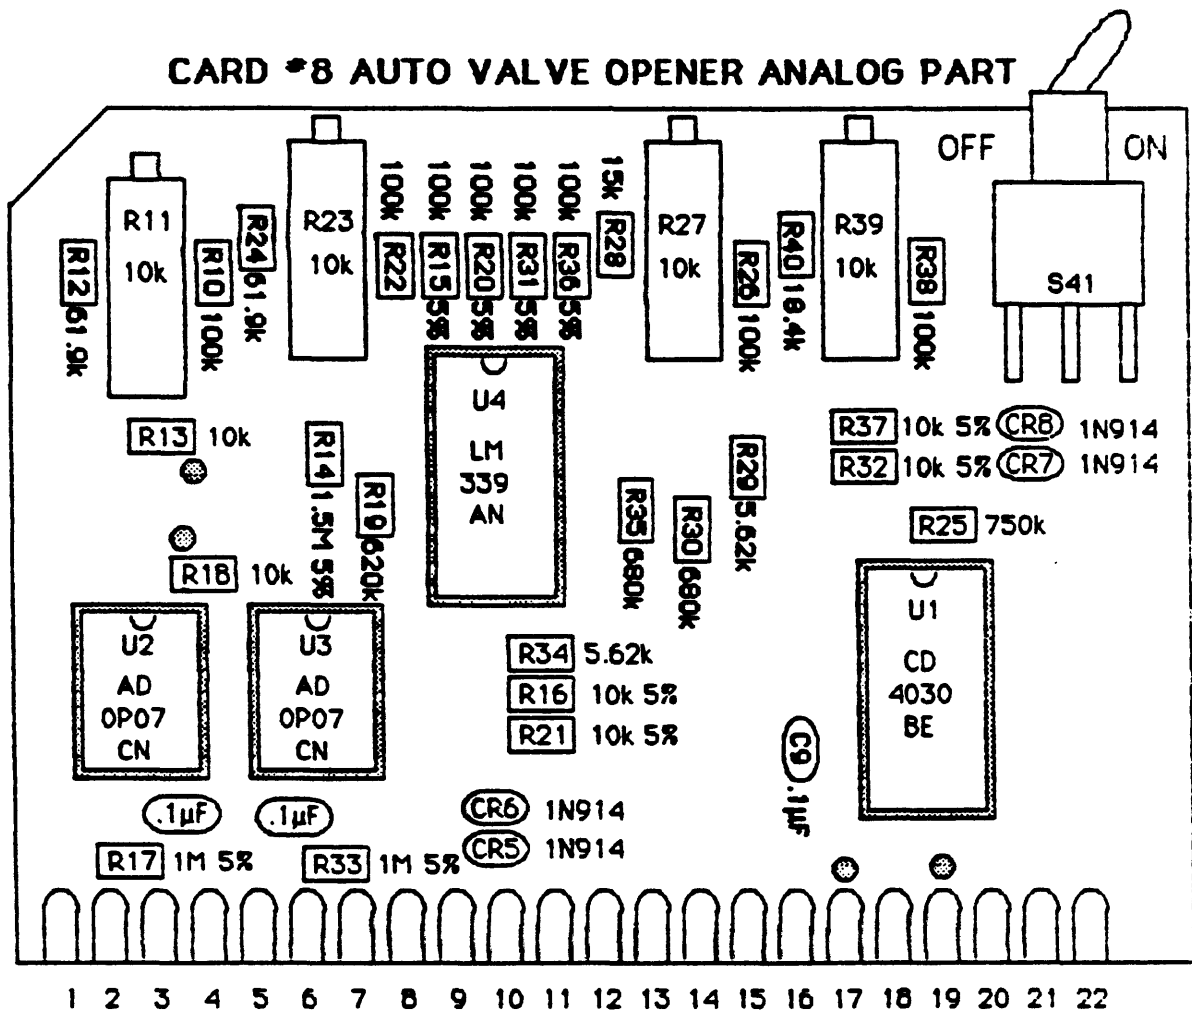 CARD #8 AUTO VALVE OPENER ANALOG PART
OFF
ON
R11
10k
R12
61.9k
R10
100k
R24
61.9k
R23
10k
100k
R22
100k
R15
5%
100k
R20
5%
100k
R31
5%
100k
R36
5%
15k
R28
R27
10k
R26
100k
R40
18.4k
R39
10k
R38
100k
S41
R13 10k
R14
1.5M 5%
R19
620k
U4
LM
339
AN
R35
680k
R30
680k
R29
5.62k
R37 10k 5% CR8 1N914
R32 10k 5% CR7 1N914
R25 750k
R18 10k
U2
AD
OP07
CN
U3
AD
OP07
CN
R34 5.62k
R16 10k 5%
R21 10k 5%
U1
CD
4030
BE
C9
.1µF
.1µF
.1µF
CR6 1N914
CR5 1N914
R17 1M 5%
R33 1M 5%
1 2 3 4 5 6 7 8 9 10 11 12 13 14 15 16 17 18 19 20 21 22